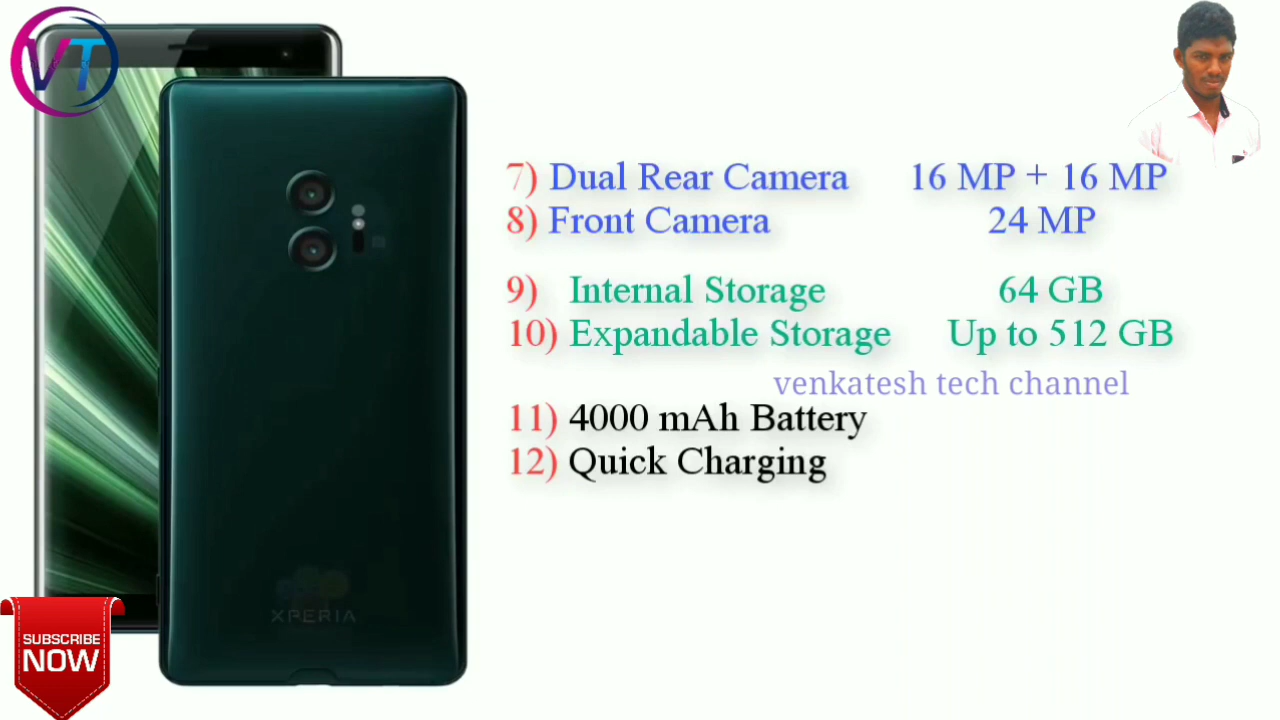 VT
7) Dual Rear Camera 16 MP + 16 MP
8) Front Camera 24 MP
9) Internal Storage 64 GB
10) Expandable Storage Up to 512 GB
venkatesh tech channel
11) 4000 mAh Battery
12) Quick Charging
XPERIA
SUBSCRIBE
NOW